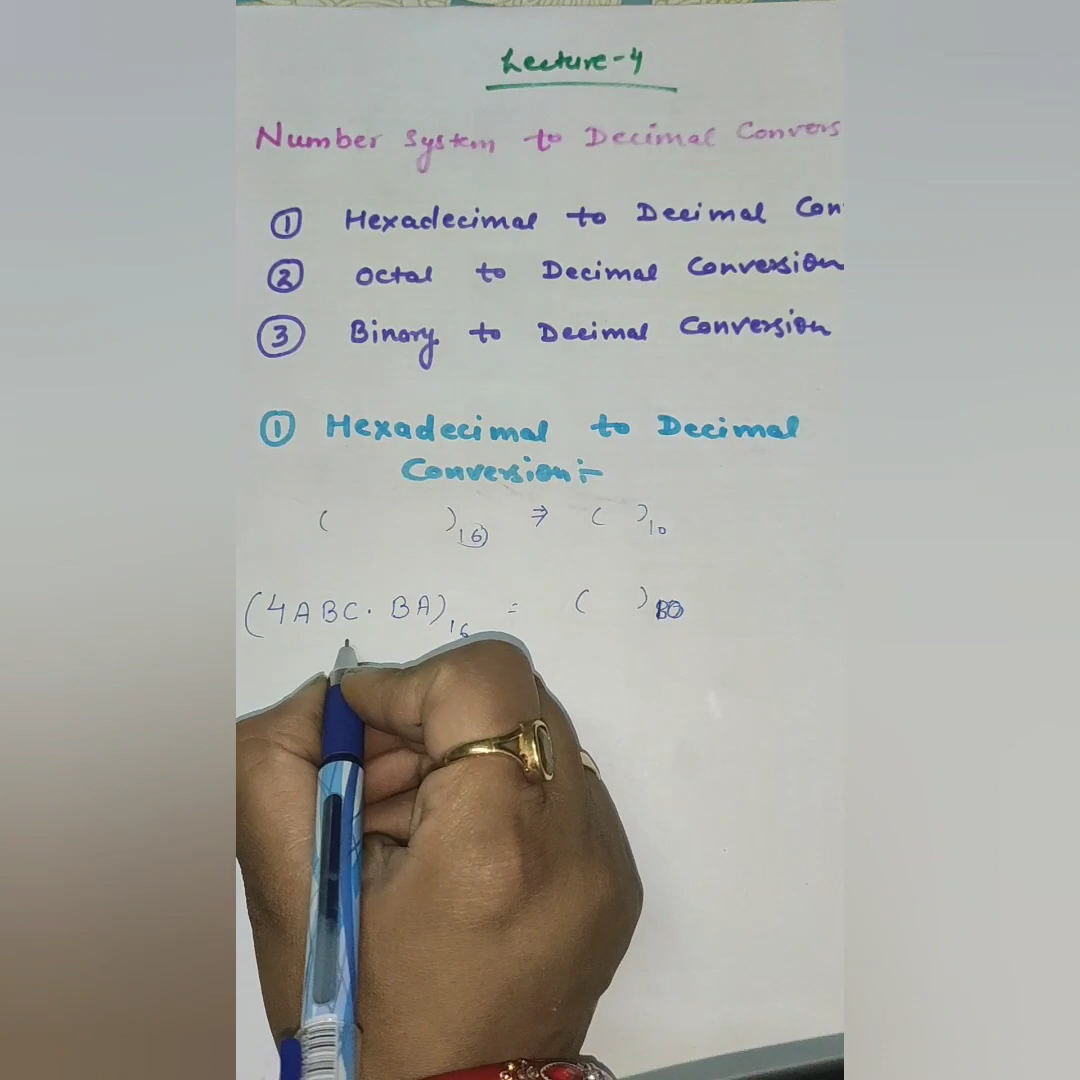 Lecture-4
Number System to Decimal Convers
① Hexadecimal to Decimal Con
② Octal to Decimal Conversion
③ Binary to Decimal Conversion
① Hexadecimal to Decimal
Conversion:-
( )16 ⇒ ( )10
(4ABC.BA)16 = ( )10